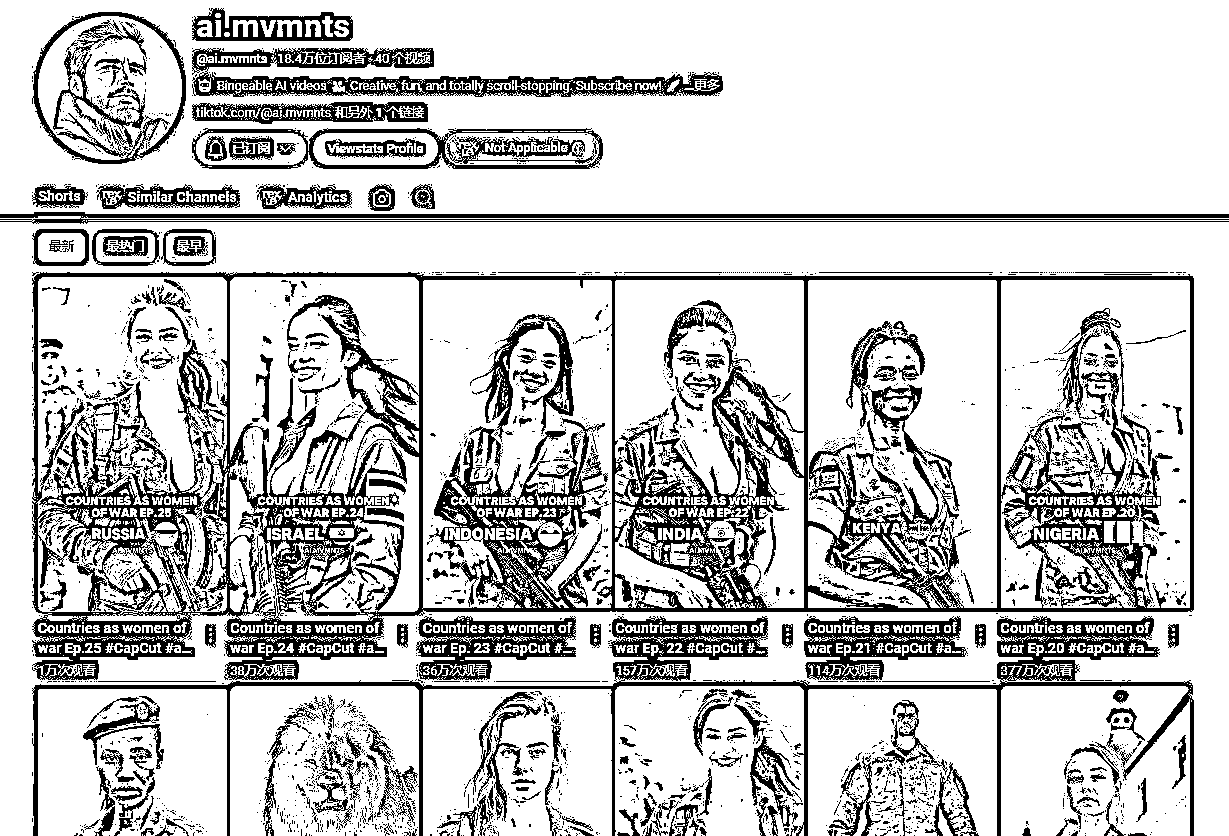 ai.mvmnts
@ai.mvmnts · 18.4万位订阅者 · 40 个视频
Bingeable AI videos Creative, fun, and totally scroll-stopping. Subscribe now! ...更多
tiktok.com/@ai.mvmnts 和另外 1 个链接
已订阅 Viewstats Profile Not Applicable
Shorts Similar Channels Analytics
最新 最热门 最早
COUNTRIES AS WOMEN OF WAR EP.25
RUSSIA
COUNTRIES AS WOMEN OF WAR EP.24
ISRAEL
COUNTRIES AS WOMEN OF WAR EP.23
INDONESIA
COUNTRIES AS WOMEN OF WAR EP.22
INDIA
COUNTRIES AS WOMEN
KENYA
COUNTRIES AS WOMEN OF WAR EP.20
NIGERIA
Countries as women of war Ep.25 #CapCut #a...
1万次观看
Countries as women of war Ep.24 #CapCut #a...
38万次观看
Countries as women of war Ep. 23 #CapCut #...
36万次观看
Countries as women of war Ep. 22 #CapCut #...
157万次观看
Countries as women of war Ep.21 #CapCut #a...
114万次观看
Countries as women of war Ep.20 #CapCut #a...
377万次观看